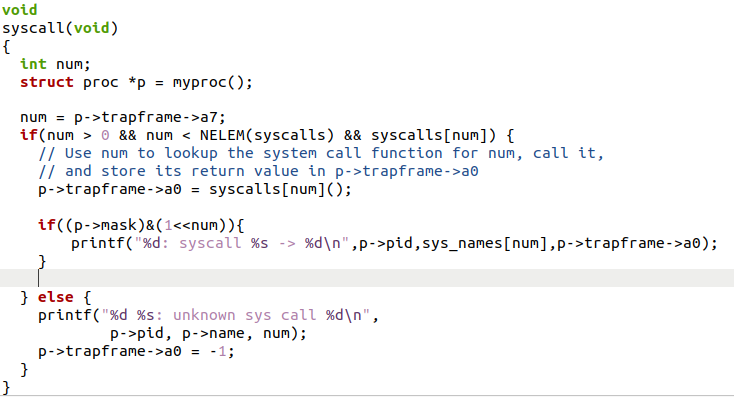 void
syscall(void)
{
  int num;
  struct proc *p = myproc();

  num = p->trapframe->a7;
  if(num > 0 && num < NELEM(syscalls) && syscalls[num]) {
    // Use num to lookup the system call function for num, call it,
    // and store its return value in p->trapframe->a0
    p->trapframe->a0 = syscalls[num]();

    if((p->mask)&(1<<num)){
        printf("%d: syscall %s -> %d\n",p->pid,sys_names[num],p->trapframe->a0);
    }

  } else {
    printf("%d %s: unknown sys call %d\n",
            p->pid, p->name, num);
    p->trapframe->a0 = -1;
  }
}